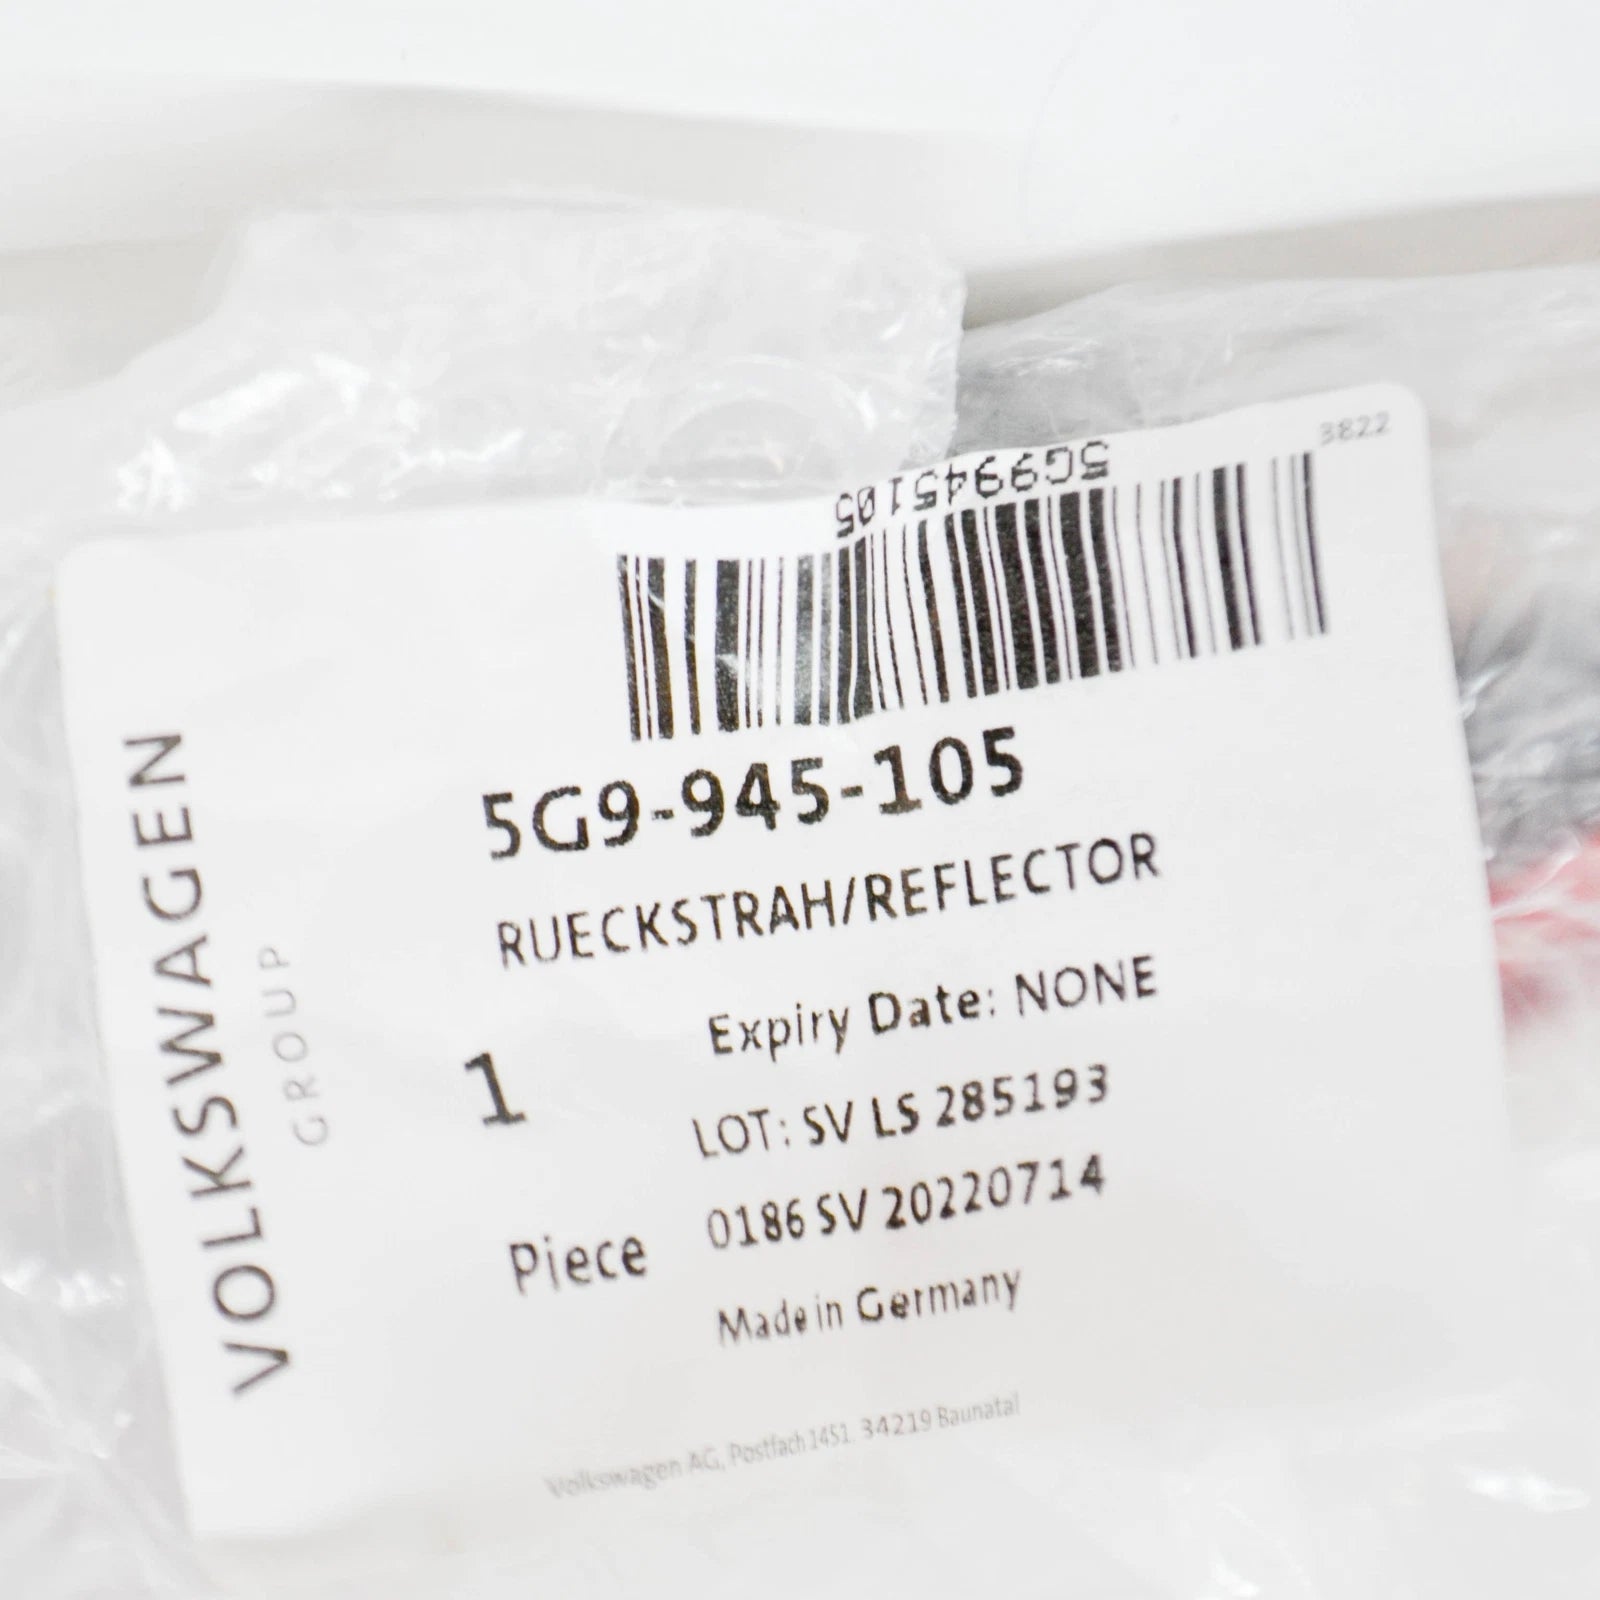 3822
5G9945105
5G9-945-105
RUECKSTRAH/REFLECTOR
Expiry Date: NONE
1
LOT: SV LS 285193
0186 SV 20220714
Piece
Made in Germany
Volkswagen AG, Postfach 1451. 34219 Baunatal
VOLKSWAGEN
GROUP